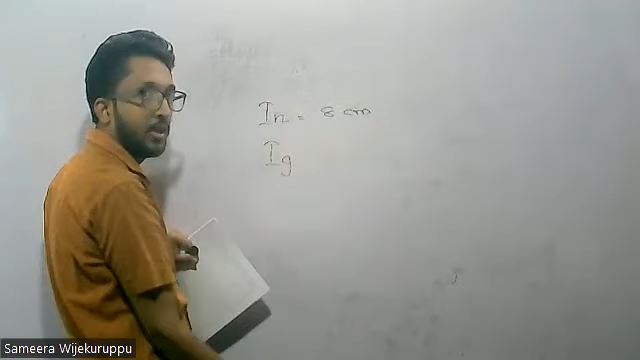 In = 8 cm
Ig
Sameera Wijekuruppu